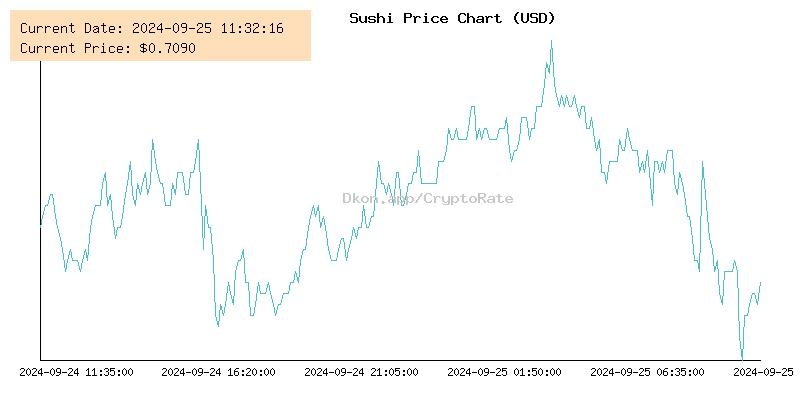 Sushi Price Chart (USD)
Current Date: 2024-09-25 11:32:16
Current Price: $0.7090
Dkon.app/CryptoRate
2024-09-24 11:35:00 2024-09-24 16:20:00 2024-09-24 21:05:00 2024-09-25 01:50:00 2024-09-25 06:35:00 2024-09-25